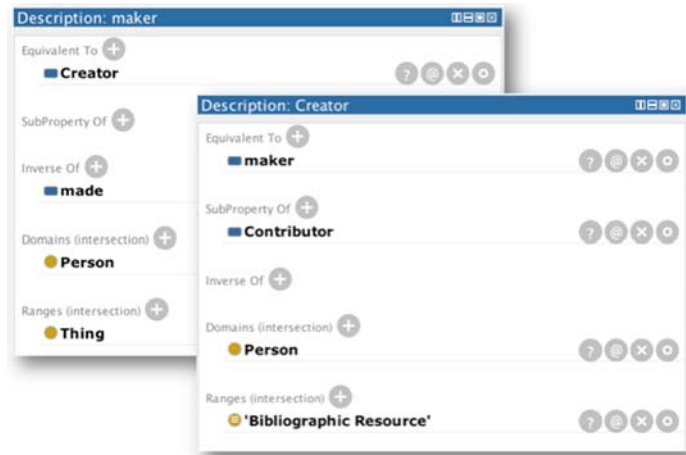 Description: maker
Equivalent To
Creator
SubProperty Of
Inverse Of
made
Domains (intersection)
Person
Ranges (intersection)
Thing
Description: Creator
Equivalent To
maker
SubProperty Of
Contributor
Inverse Of
Domains (intersection)
Person
Ranges (intersection)
'Bibliographic Resource'